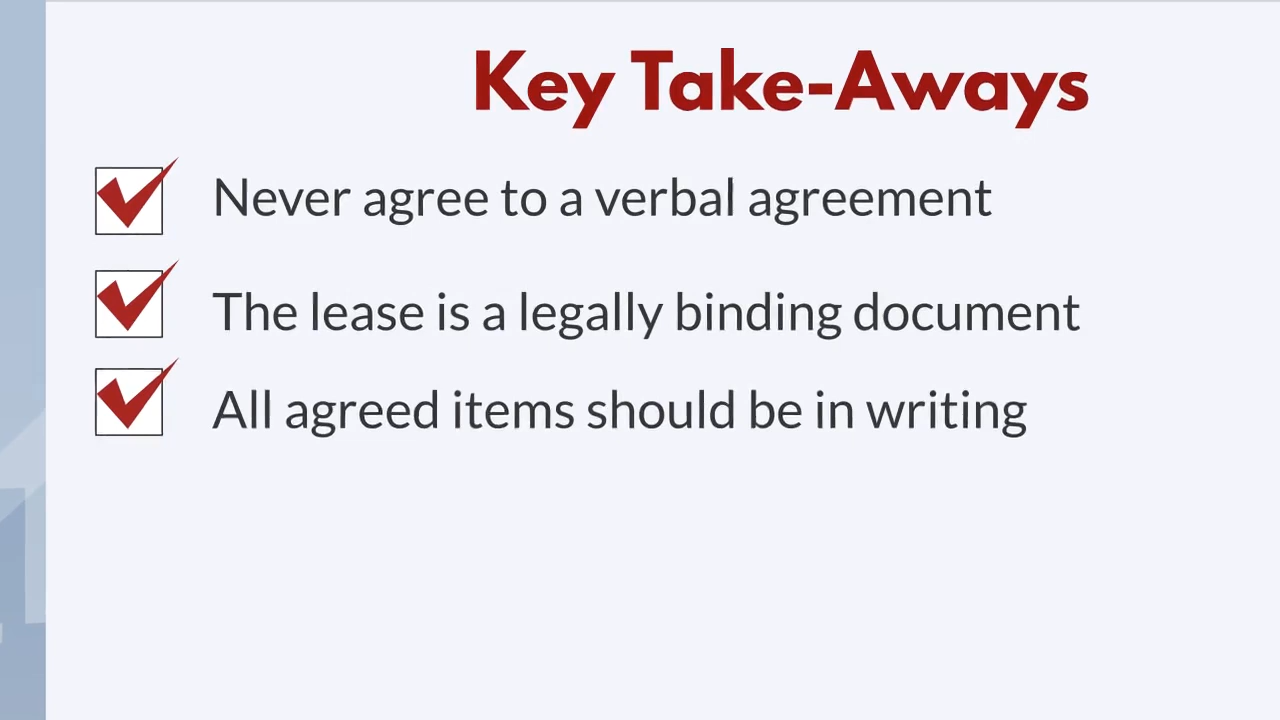 Key Take-Aways
Never agree to a verbal agreement
The lease is a legally binding document
All agreed items should be in writing